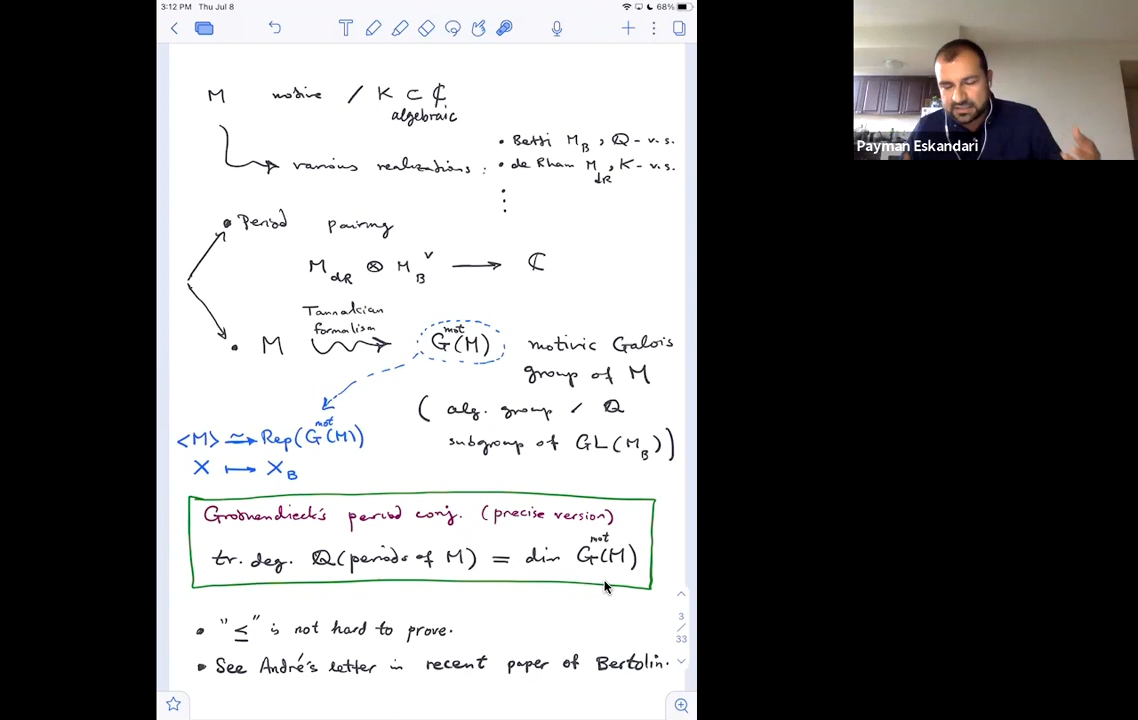 3:12 PM Thu Jul 8
68%
M motive / K ⊂ ℂ
algebraic
various realizations : • Betti M_B , ℚ - v.s.
• de Rham M_dR , K - v.s.
⋮
• Period pairing
M_dR ⊗ M_B^∨ ⟶ ℂ
Tannakian
formalism
• M G^mot(M) motivic Galois
group of M
( alg. group / ℚ
subgroup of GL(M_B))
<M> ≃→ Rep(G^mot(M))
X ⟼ X_B
Grothendieck's period conj. (precise version)
tr. deg. ℚ(periods of M) = dim G^mot(M)
• "≤" is not hard to prove.
• See André's letter in recent paper of Bertolin.
3
/
33
Payman Eskandari